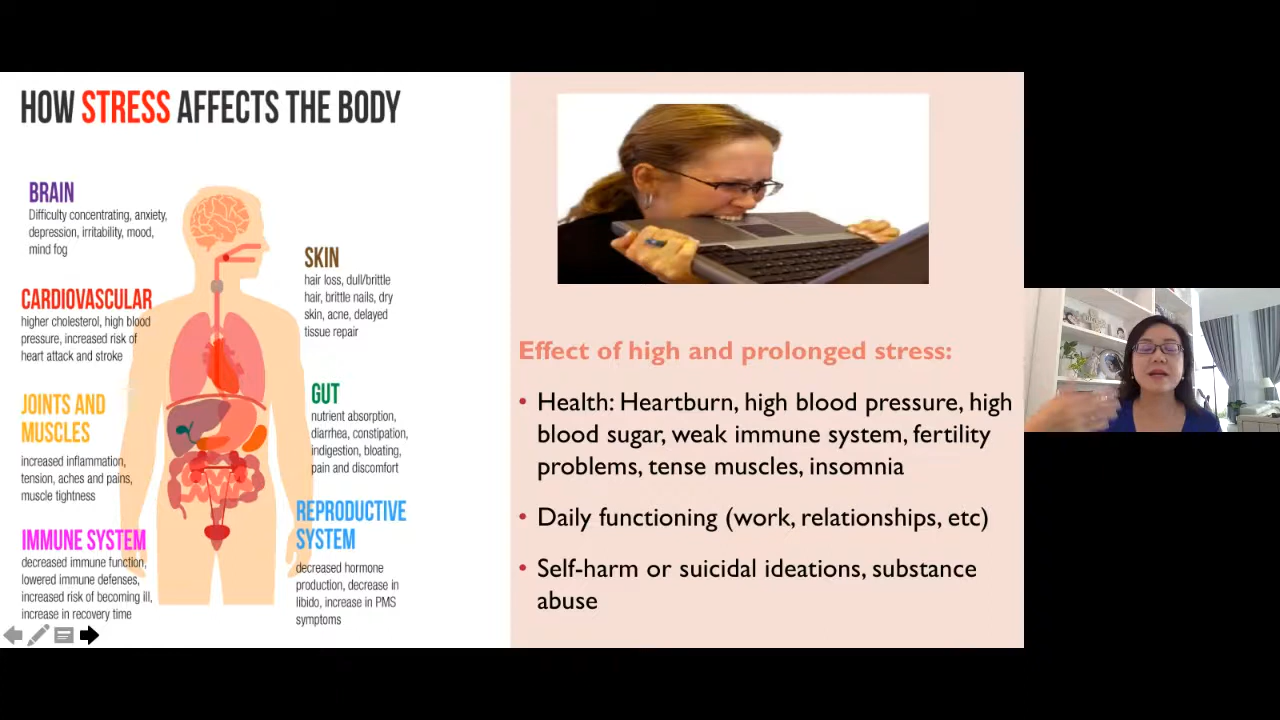 HOW STRESS AFFECTS THE BODY
BRAIN
Difficulty concentrating, anxiety,
depression, irritability, mood,
mind fog
CARDIOVASCULAR
higher cholesterol, high blood
pressure, increased risk of
heart attack and stroke
JOINTS AND
MUSCLES
increased inflammation,
tension, aches and pains,
muscle tightness
IMMUNE SYSTEM
decreased immune function,
lowered immune defenses,
increased risk of becoming ill,
increase in recovery time
SKIN
hair loss, dull/brittle
hair, brittle nails, dry
skin, acne, delayed
tissue repair
GUT
nutrient absorption,
diarrhea, constipation,
indigestion, bloating,
pain and discomfort
REPRODUCTIVE
SYSTEM
decreased hormone
production, decrease in
libido, increase in PMS
symptoms
Effect of high and prolonged stress:
• Health: Heartburn, high blood pressure, high
blood sugar, weak immune system, fertility
problems, tense muscles, insomnia
• Daily functioning (work, relationships, etc)
• Self-harm or suicidal ideations, substance
abuse